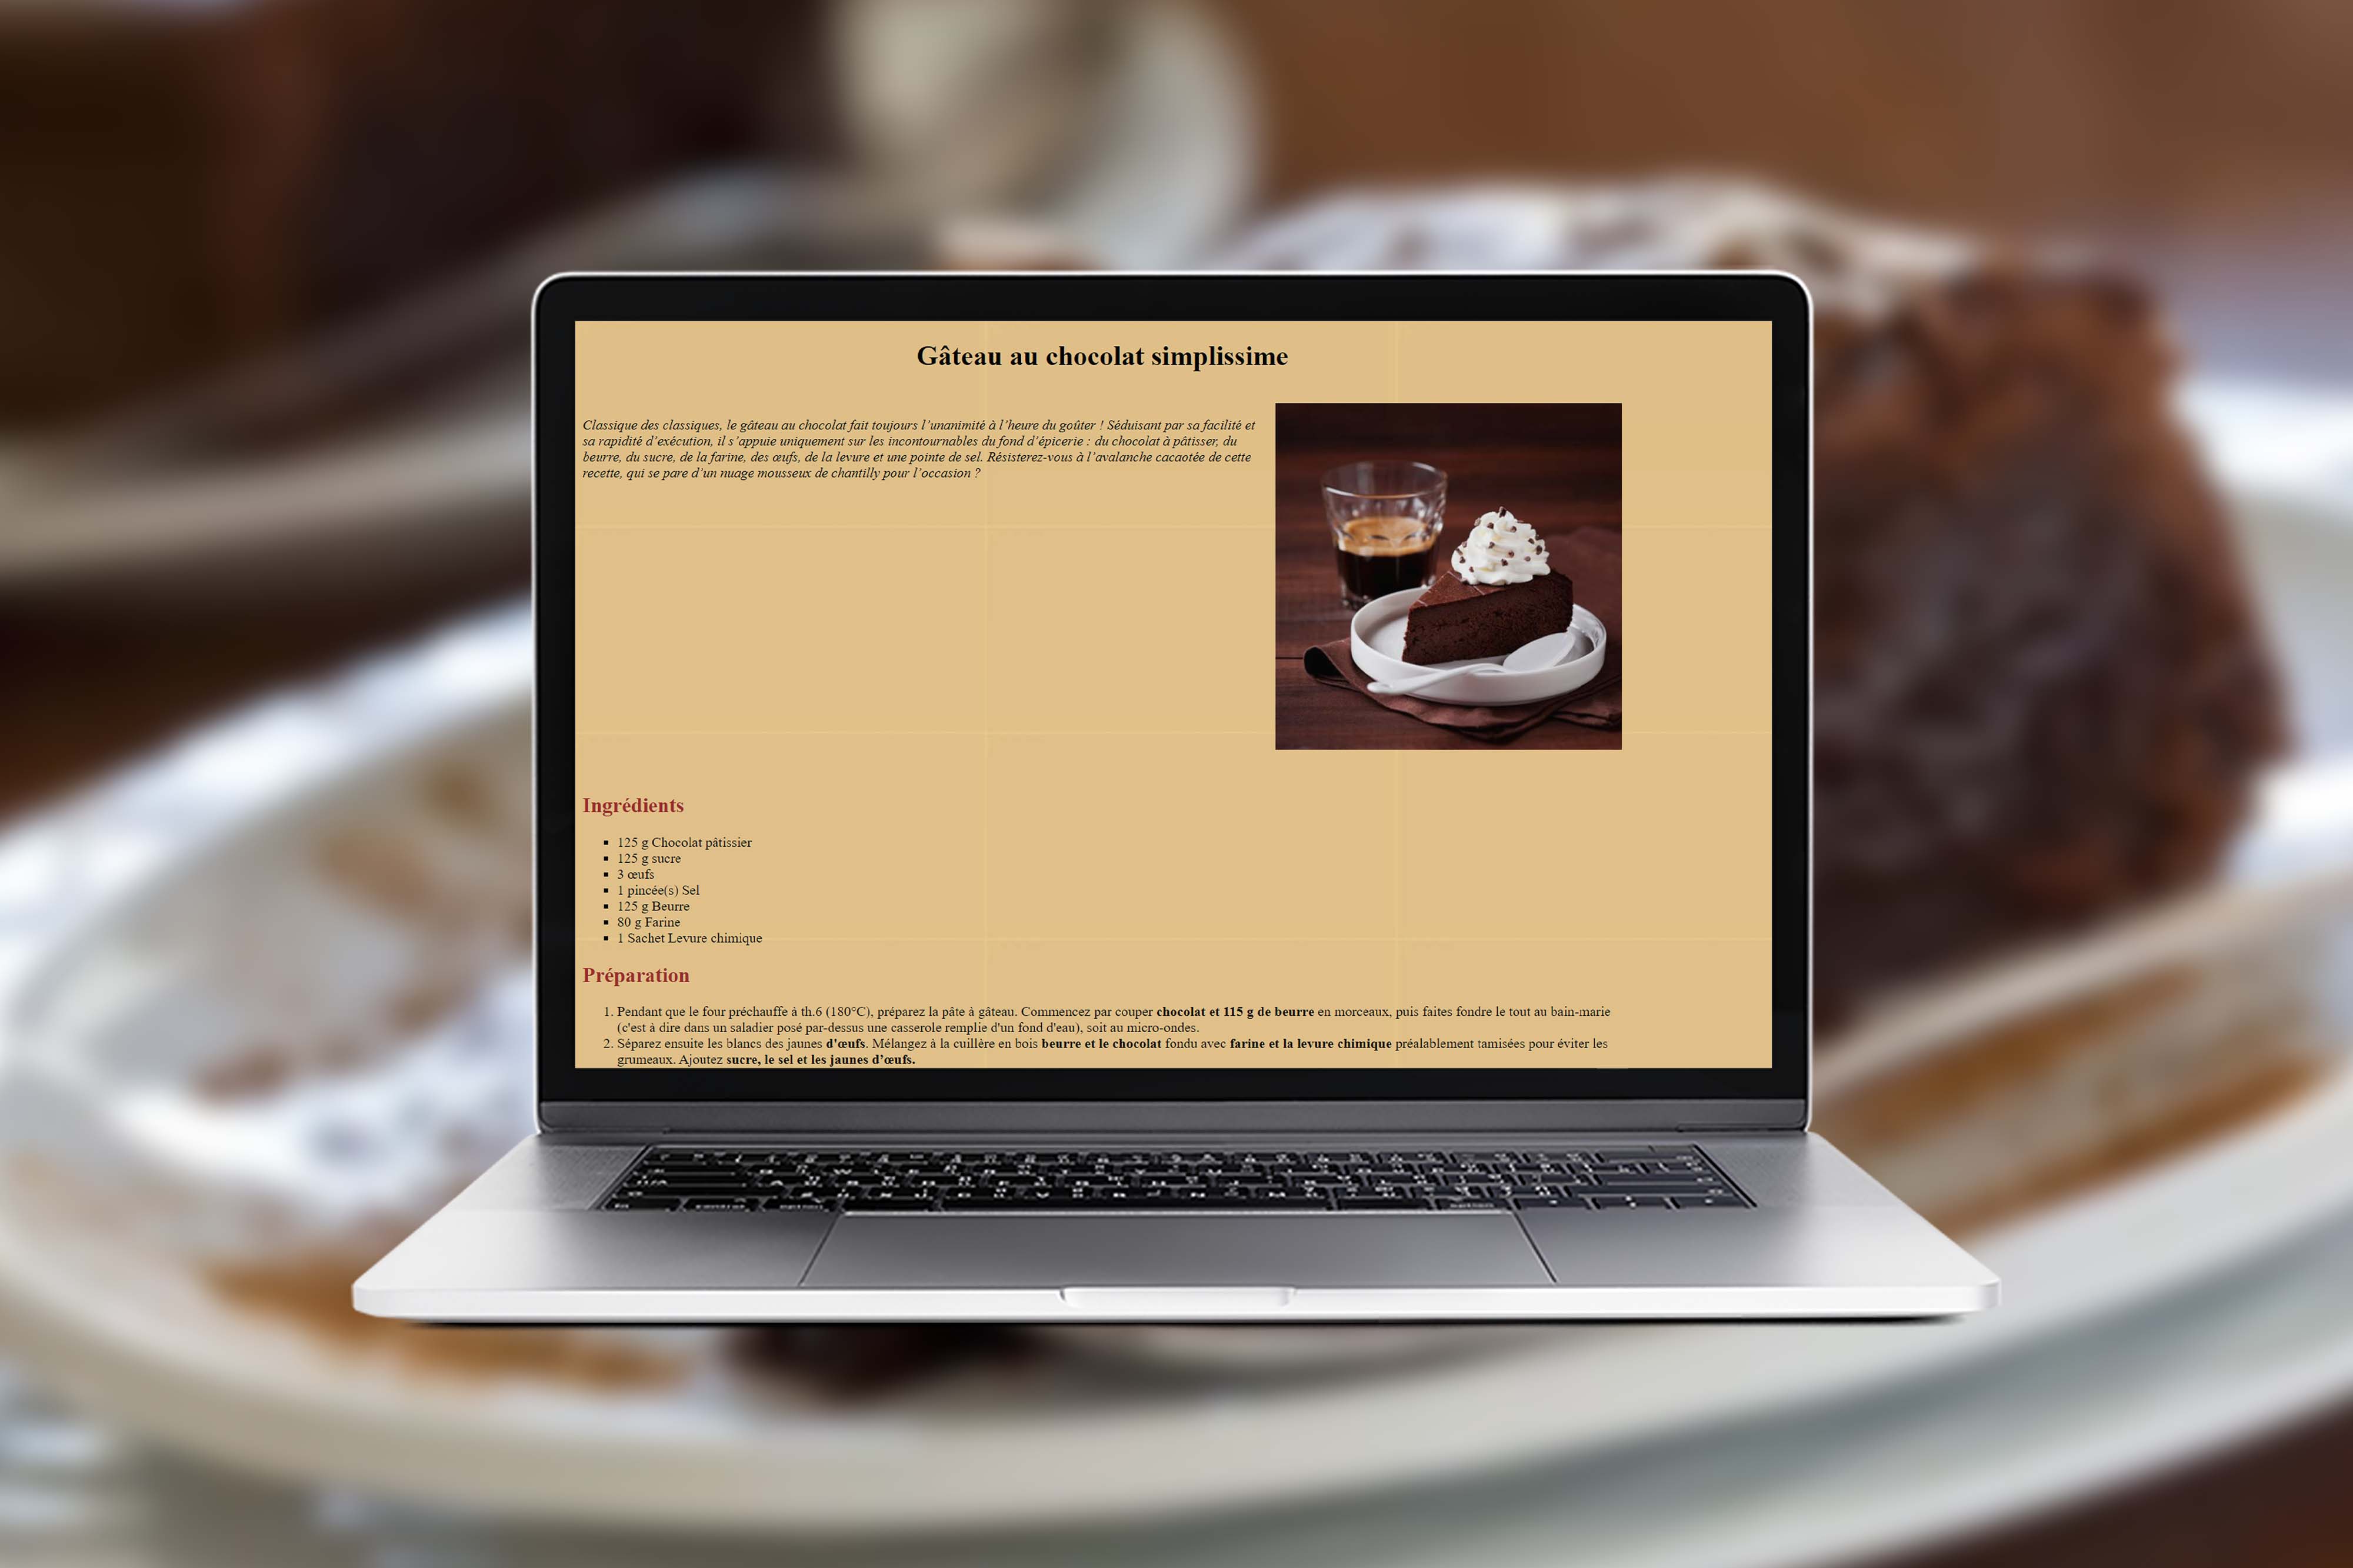 Gâteau au chocolat simplissime
Classique des classiques, le gâteau au chocolat fait toujours l’unanimité à l’heure du goûter ! Séduisant par sa facilité et
sa rapidité d’exécution, il s’appuie uniquement sur les incontournables du fond d’épicerie : du chocolat à pâtisser, du
beurre, du sucre, de la farine, des œufs, de la levure et une pointe de sel. Résisterez-vous à l’avalanche cacaotée de cette
recette, qui se pare d’un nuage mousseux de chantilly pour l’occasion ?
Ingrédients
▪ 125 g Chocolat pâtissier
▪ 125 g sucre
▪ 3 œufs
▪ 1 pincée(s) Sel
▪ 125 g Beurre
▪ 80 g Farine
▪ 1 Sachet Levure chimique
Préparation
1. Pendant que le four préchauffe à th.6 (180°C), préparez la pâte à gâteau. Commencez par couper chocolat et 115 g de beurre en morceaux, puis faites fondre le tout au bain-marie
(c'est à dire dans un saladier posé par-dessus une casserole remplie d'un fond d'eau), soit au micro-ondes.
2. Séparez ensuite les blancs des jaunes d'œufs. Mélangez à la cuillère en bois beurre et le chocolat fondu avec farine et la levure chimique préalablement tamisées pour éviter les
grumeaux. Ajoutez sucre, le sel et les jaunes d’œufs.